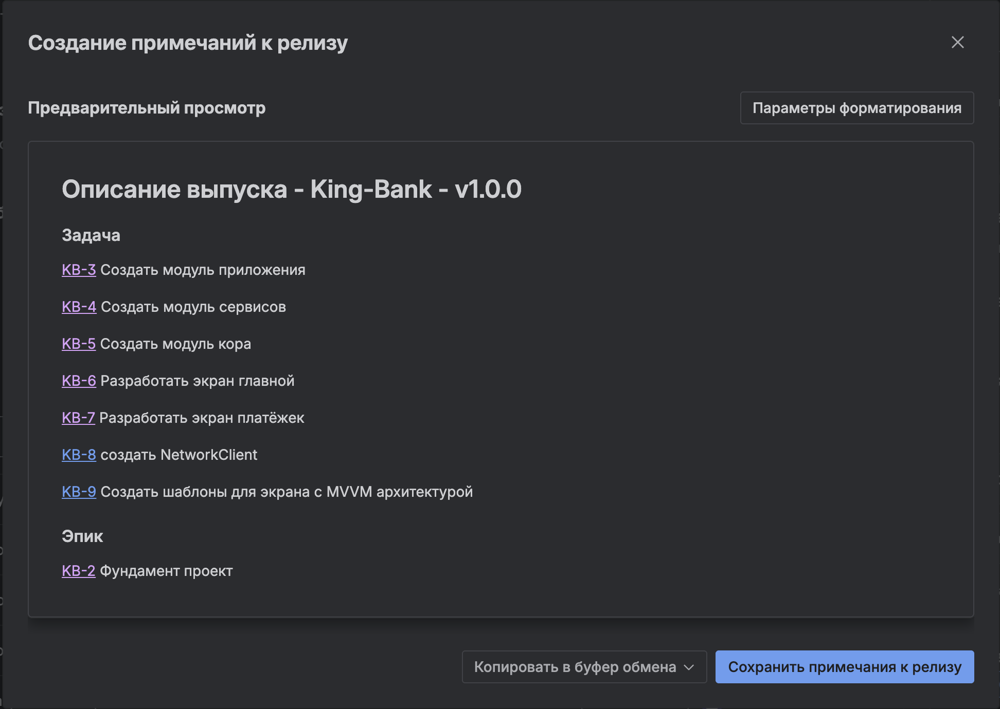 Создание примечаний к релизу
Предварительный просмотр
Параметры форматирования
Описание выпуска - King-Bank - v1.0.0
Задача
KB-3 Создать модуль приложения
KB-4 Создать модуль сервисов
KB-5 Создать модуль кора
KB-6 Разработать экран главной
KB-7 Разработать экран платёжек
KB-8 создать NetworkClient
KB-9 Создать шаблоны для экрана с MVVM архитектурой
Эпик
KB-2 Фундамент проект
Копировать в буфер обмена
Сохранить примечания к релизу